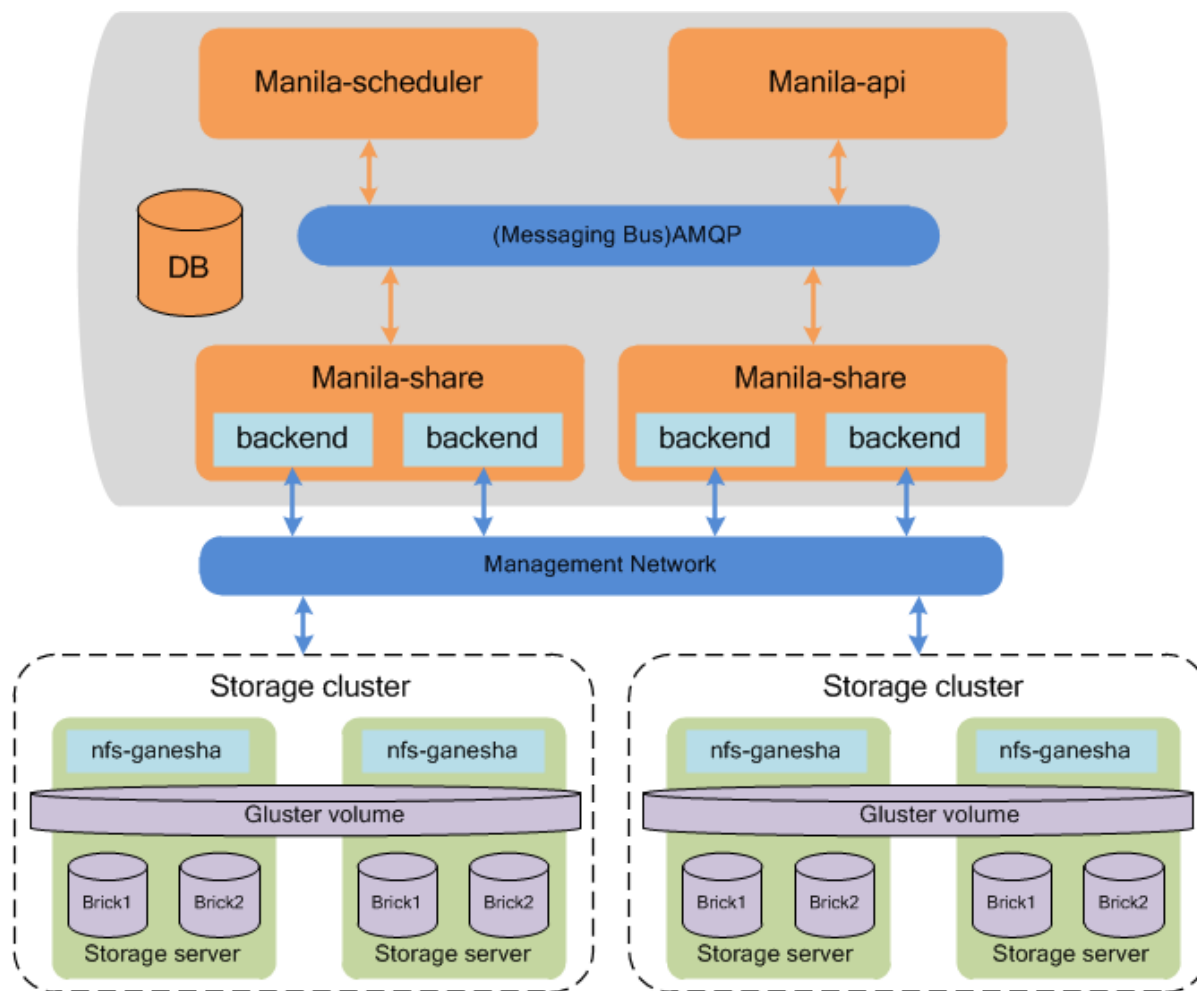 Manila-scheduler
Manila-api
(Messaging Bus)AMQP
DB
Manila-share
Manila-share
backend
backend
backend
backend
Management Network
Storage cluster
Storage cluster
nfs-ganesha
nfs-ganesha
nfs-ganesha
nfs-ganesha
Gluster volume
Gluster volume
Brick1
Brick2
Brick1
Brick2
Brick1
Brick2
Brick1
Brick2
Storage server
Storage server
Storage server
Storage server